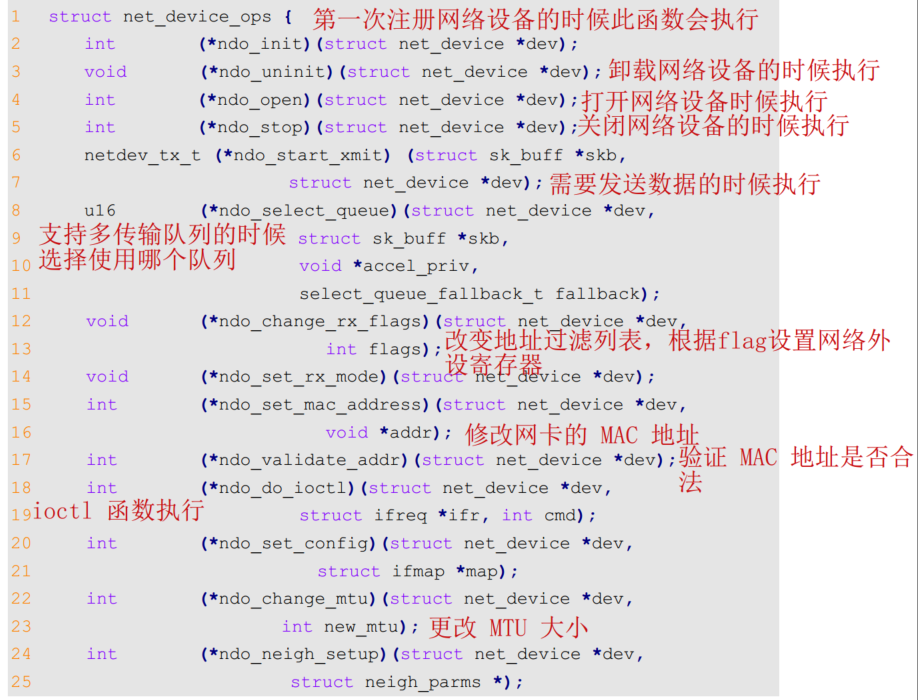 1 struct net_device_ops { 第一次注册网络设备的时候此函数会执行
2 int (*ndo_init)(struct net_device *dev);
3 void (*ndo_uninit)(struct net_device *dev); 卸载网络设备的时候执行
4 int (*ndo_open)(struct net_device *dev);打开网络设备时候执行
5 int (*ndo_stop)(struct net_device *dev);关闭网络设备的时候执行
6 netdev_tx_t (*ndo_start_xmit) (struct sk_buff *skb,
7 struct net_device *dev); 需要发送数据的时候执行
8 u16 (*ndo_select_queue)(struct net_device *dev,
9 支持多传输队列的时候 struct sk_buff *skb,
10 选择使用哪个队列 void *accel_priv,
11 select_queue_fallback_t fallback);
12 void (*ndo_change_rx_flags)(struct net_device *dev,
13 int flags);改变地址过滤列表，根据flag设置网络外
设寄存器
14 void (*ndo_set_rx_mode)(struct net_device *dev);
15 int (*ndo_set_mac_address)(struct net_device *dev,
16 void *addr); 修改网卡的 MAC 地址
17 int (*ndo_validate_addr)(struct net_device *dev);验证 MAC 地址是否合
法
18 int (*ndo_do_ioctl)(struct net_device *dev,
19 ioctl 函数执行 struct ifreq *ifr, int cmd);
20 int (*ndo_set_config)(struct net_device *dev,
21 struct ifmap *map);
22 int (*ndo_change_mtu)(struct net_device *dev,
23 int new_mtu); 更改 MTU 大小
24 int (*ndo_neigh_setup)(struct net_device *dev,
25 struct neigh_parms *);